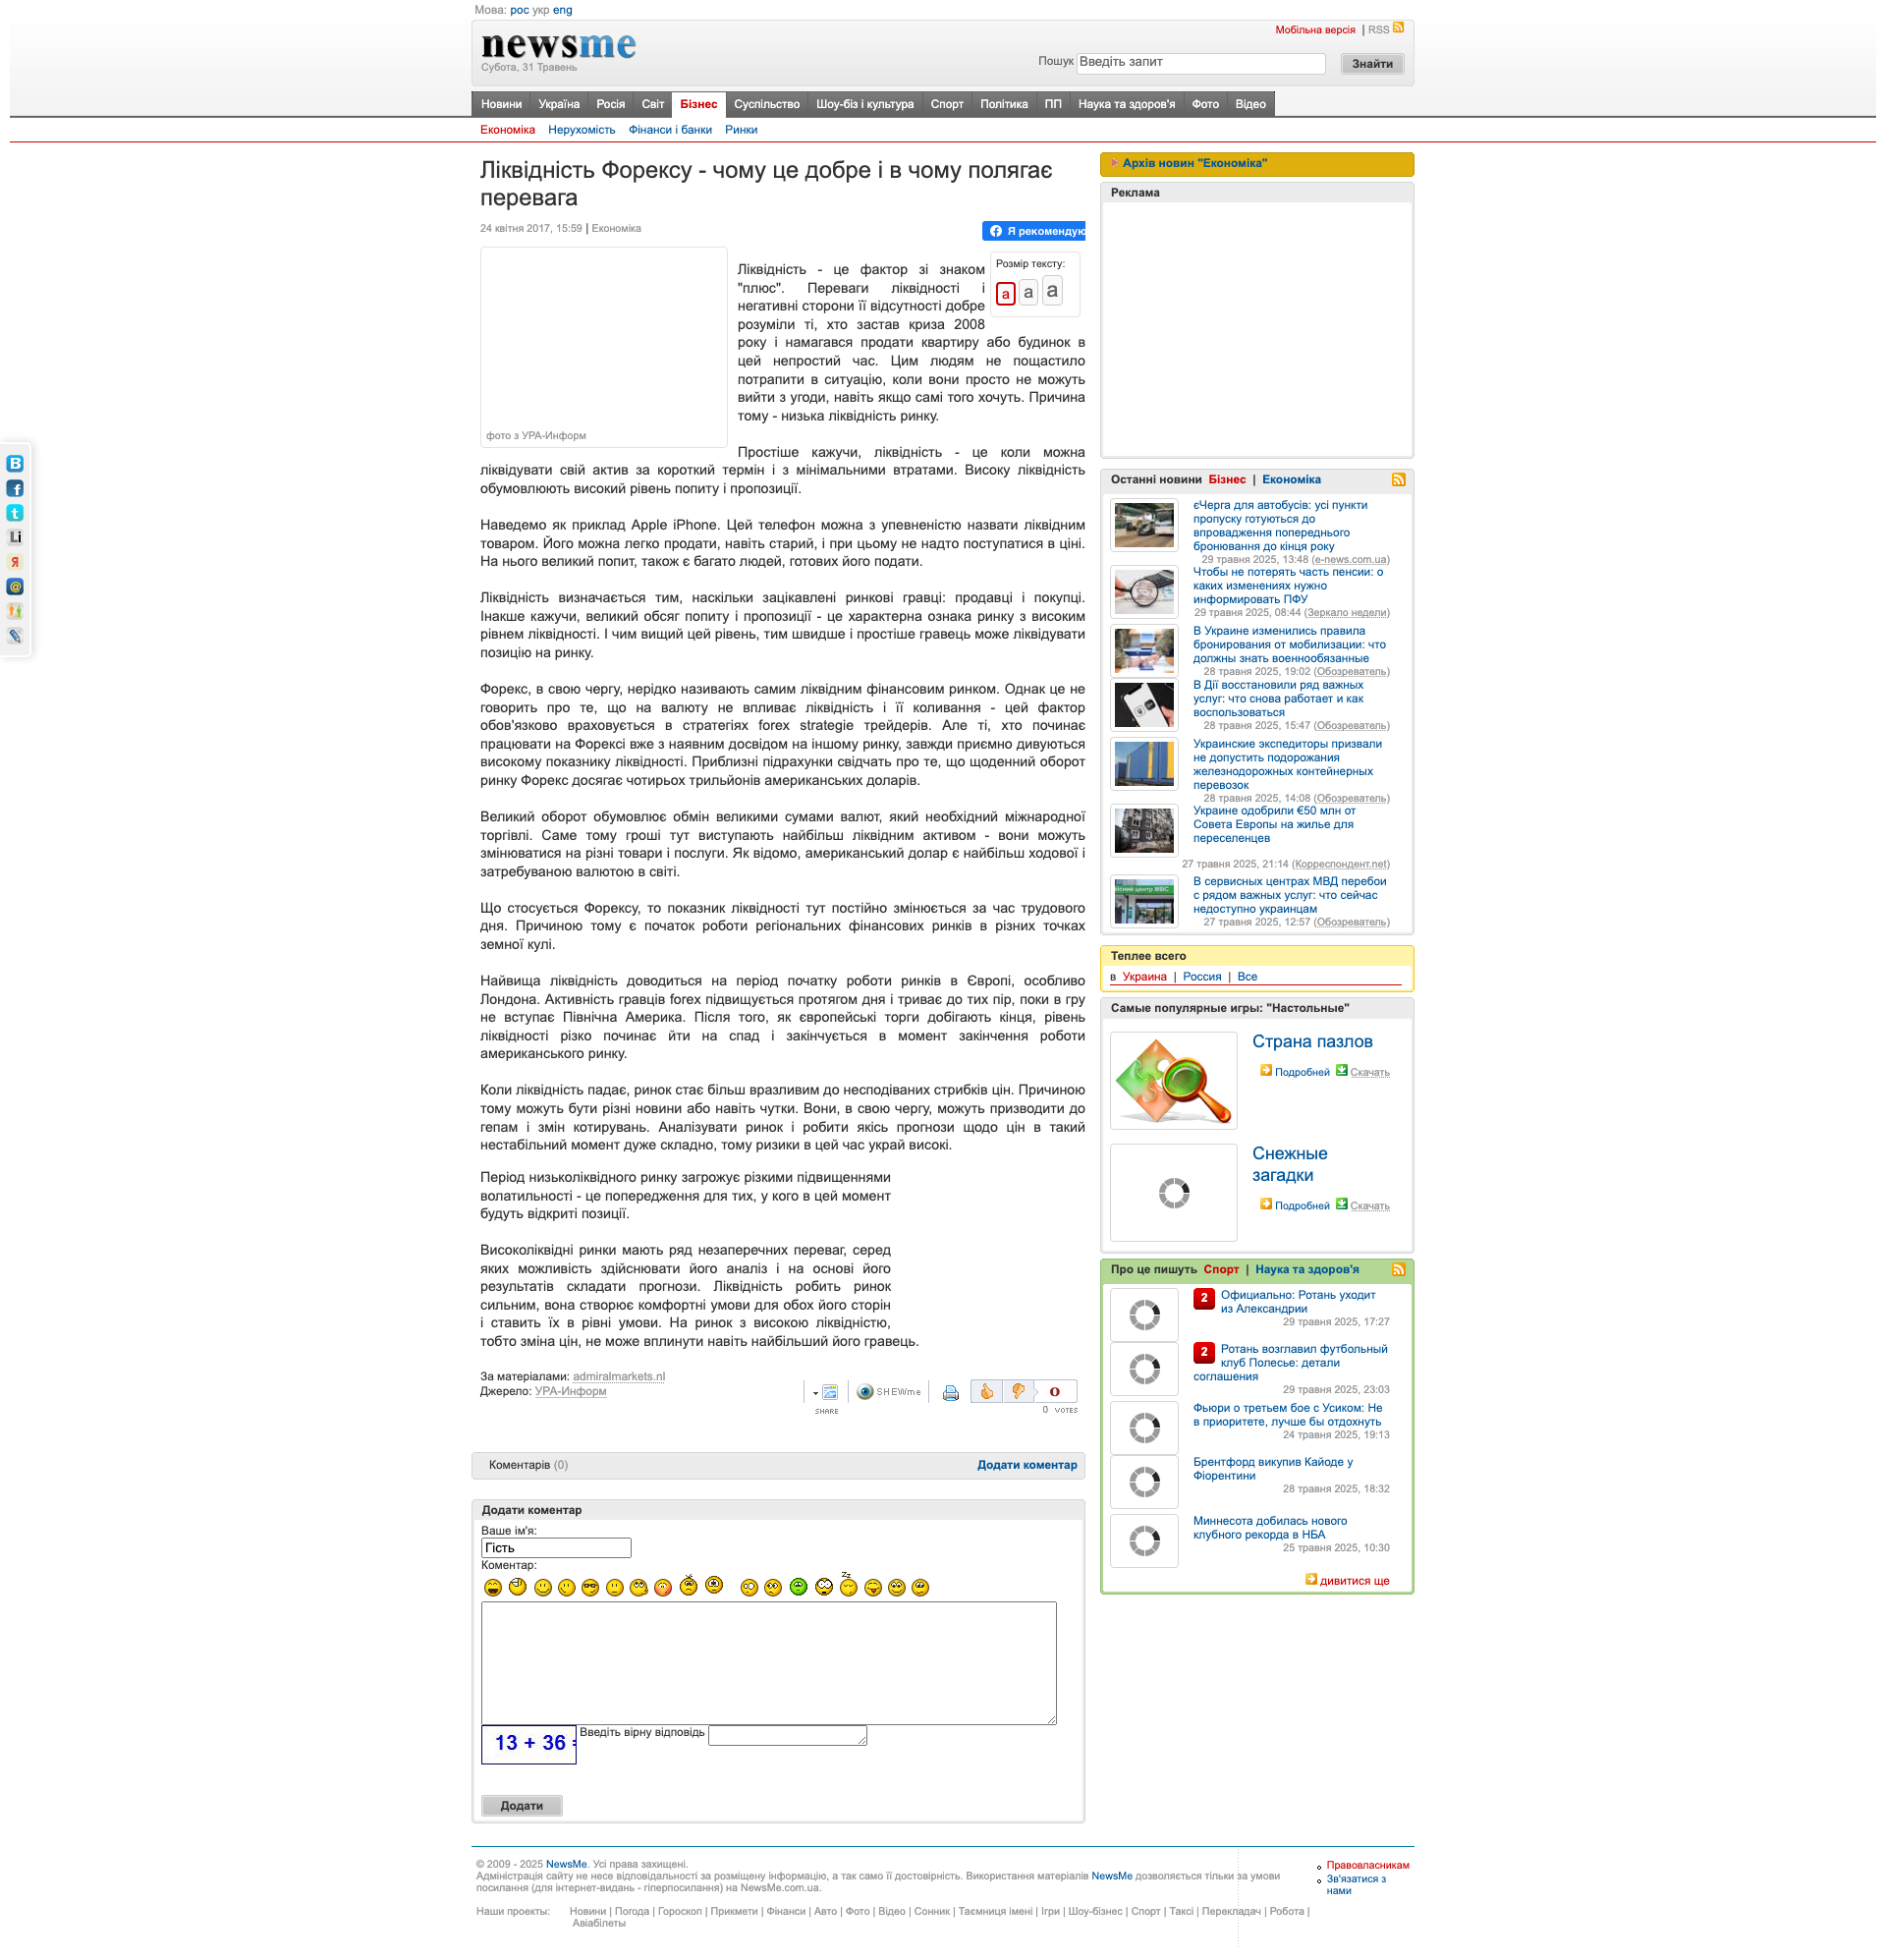 Мова: рос укр eng
newsme
Субота, 31 Травень
Мобільна версія | RSS
Пошук Введіть запит Знайти
Новини Україна Росія Світ Бізнес Суспільство Шоу-біз і культура Спорт Політика ПП Наука та здоров'я Фото Відео
Економіка Нерухомість Фінанси і банки Ринки
Ліквідність Форексу - чому це добре і в чому полягає
перевага
24 квітня 2017, 15:59 | Економіка
Я рекомендую
Розмір тексту:
a a a
фото з УРА-Информ
Ліквідність - це фактор зі знаком
"плюс". Переваги ліквідності і
негативні сторони її відсутності добре
розуміли ті, хто застав криза 2008
року і намагався продати квартиру або будинок в
цей непростий час. Цим людям не пощастило
потрапити в ситуацію, коли вони просто не можуть
вийти з угоди, навіть якщо самі того хочуть. Причина
тому - низька ліквідність ринку.
Простіше кажучи, ліквідність - це коли можна
ліквідувати свій актив за короткий термін і з мінімальними втратами. Високу ліквідність
обумовлюють високий рівень попиту і пропозиції.
Наведемо як приклад Apple iPhone. Цей телефон можна з упевненістю назвати ліквідним
товаром. Його можна легко продати, навіть старий, і при цьому не надто поступатися в ціні.
На нього великий попит, також є багато людей, готових його подати.
Ліквідність визначається тим, наскільки зацікавлені ринкові гравці: продавці і покупці.
Інакше кажучи, великий обсяг попиту і пропозиції - це характерна ознака ринку з високим
рівнем ліквідності. І чим вищий цей рівень, тим швидше і простіше гравець може ліквідувати
позицію на ринку.
Форекс, в свою чергу, нерідко називають самим ліквідним фінансовим ринком. Однак це не
говорить про те, що на валюту не впливає ліквідність і її коливання - цей фактор
обов'язково враховується в стратегіях forex strategie трейдерів. Але ті, хто починає
працювати на Форексі вже з наявним досвідом на іншому ринку, завжди приємно дивуються
високому показнику ліквідності. Приблизні підрахунки свідчать про те, що щоденний оборот
ринку Форекс досягає чотирьох трильйонів американських доларів.
Великий оборот обумовлює обмін великими сумами валют, який необхідний міжнародної
торгівлі. Саме тому гроші тут виступають найбільш ліквідним активом - вони можуть
змінюватися на різні товари і послуги. Як відомо, американський долар є найбільш ходової і
затребуваною валютою в світі.
Що стосується Форексу, то показник ліквідності тут постійно змінюється за час трудового
дня. Причиною тому є початок роботи регіональних фінансових ринків в різних точках
земної кулі.
Найвища ліквідність доводиться на період початку роботи ринків в Європі, особливо
Лондона. Активність гравців forex підвищується протягом дня і триває до тих пір, поки в гру
не вступає Північна Америка. Після того, як європейські торги добігають кінця, рівень
ліквідності різко починає йти на спад і закінчується в момент закінчення роботи
американського ринку.
Коли ліквідність падає, ринок стає більш вразливим до несподіваних стрибків цін. Причиною
тому можуть бути різні новини або навіть чутки. Вони, в свою чергу, можуть призводити до
гепам і змін котирувань. Аналізувати ринок і робити якісь прогнози щодо цін в такий
нестабільний момент дуже складно, тому ризики в цей час украй високі.
Період низьколіквідного ринку загрожує різкими підвищеннями
волатильності - це попередження для тих, у кого в цей момент
будуть відкриті позиції.
Високоліквідні ринки мають ряд незаперечних переваг, серед
яких можливість здійснювати його аналіз і на основі його
результатів складати прогнози. Ліквідність робить ринок
сильним, вона створює комфортні умови для обох його сторін
і ставить їх в рівні умови. На ринок з високою ліквідністю,
тобто зміна цін, не може вплинути навіть найбільший його гравець.
За матеріалами: admiralmarkets.nl
Джерело: УРА-Информ
SHARE
SHEWme
0
0 VOTES
Коментарів (0)
Додати коментар
Додати коментар
Ваше ім'я:
Гість
Коментар:
13 + 36 =
Введіть вірну відповідь
Додати
Архів новин "Економіка"
Реклама
Останні новини Бізнес | Економіка
єЧерга для автобусів: усі пункти
пропуску готуються до
впровадження попереднього
бронювання до кінця року
29 травня 2025, 13:48 (e-news.com.ua)
Чтобы не потерять часть пенсии: о
каких изменениях нужно
информировать ПФУ
29 травня 2025, 08:44 (Зеркало недели)
В Украине изменились правила
бронирования от мобилизации: что
должны знать военнообязанные
28 травня 2025, 19:02 (Обозреватель)
В Дії восстановили ряд важных
услуг: что снова работает и как
воспользоваться
28 травня 2025, 15:47 (Обозреватель)
Украинские экспедиторы призвали
не допустить подорожания
железнодорожных контейнерных
перевозок
28 травня 2025, 14:08 (Обозреватель)
Украине одобрили €50 млн от
Совета Европы на жилье для
переселенцев
27 травня 2025, 21:14 (Корреспондент.net)
В сервисных центрах МВД перебои
с рядом важных услуг: что сейчас
недоступно украинцам
27 травня 2025, 12:57 (Обозреватель)
Теплее всего
в Украина | Россия | Все
Самые популярные игры: "Настольные"
Страна пазлов
Подробней Скачать
Снежные
загадки
Подробней Скачать
Про це пишуть Спорт | Наука та здоров'я
2 Официально: Ротань уходит
из Александрии
29 травня 2025, 17:27
2 Ротань возглавил футбольный
клуб Полесье: детали
соглашения
29 травня 2025, 23:03
Фьюри о третьем бое с Усиком: Не
в приоритете, лучше бы отдохнуть
24 травня 2025, 19:13
Брентфорд викупив Кайоде у
Фіорентини
28 травня 2025, 18:32
Миннесота добилась нового
клубного рекорда в НБА
25 травня 2025, 10:30
дивитися ще
© 2009 - 2025 NewsMe. Усі права захищені.
Адміністрація сайту не несе відповідальності за розміщену інформацію, а так само її достовірність. Використання матеріалів NewsMe дозволяється тільки за умови
посилання (для інтернет-видань - гіперпосилання) на NewsMe.com.ua.
Правовласникам
Зв'язатися з
нами
Наши проекты: Новини | Погода | Гороскоп | Прикмети | Фінанси | Авто | Фото | Відео | Сонник | Таємниця імені | Ігри | Шоу-бізнес | Спорт | Таксі | Перекладач | Робота |
Авіабілети